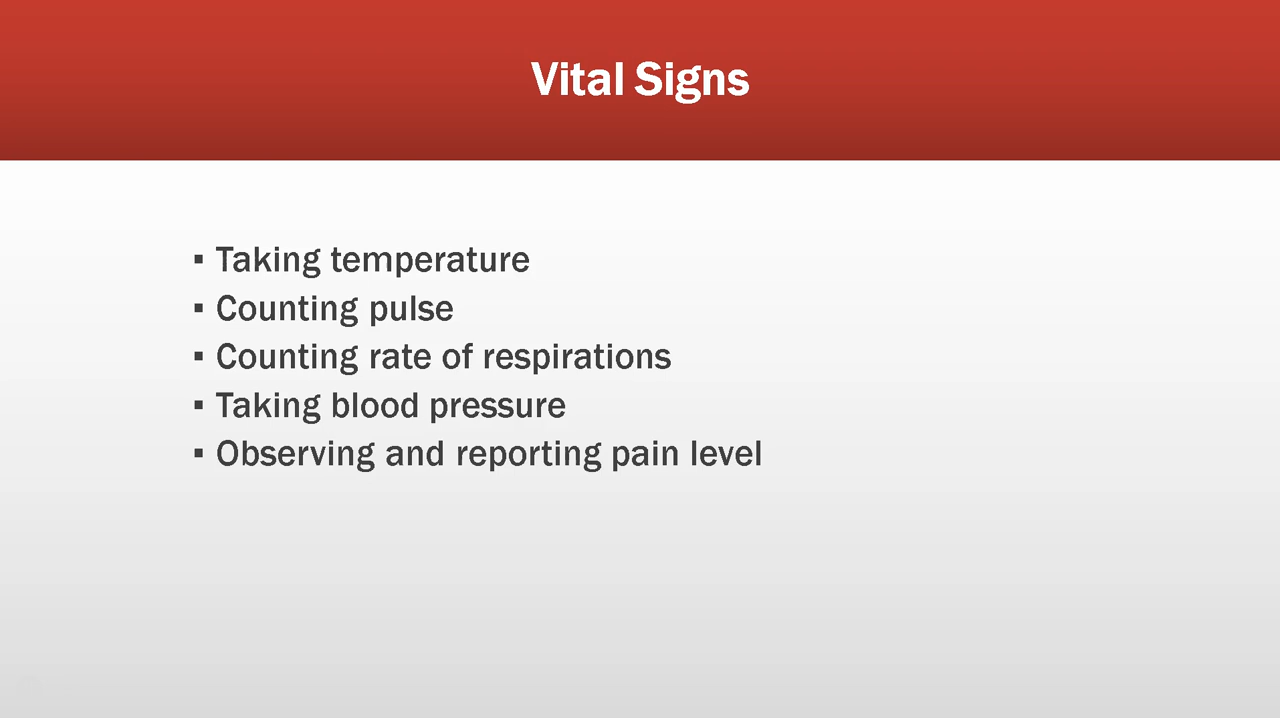 Vital Signs
▪ Taking temperature
▪ Counting pulse
▪ Counting rate of respirations
▪ Taking blood pressure
▪ Observing and reporting pain level